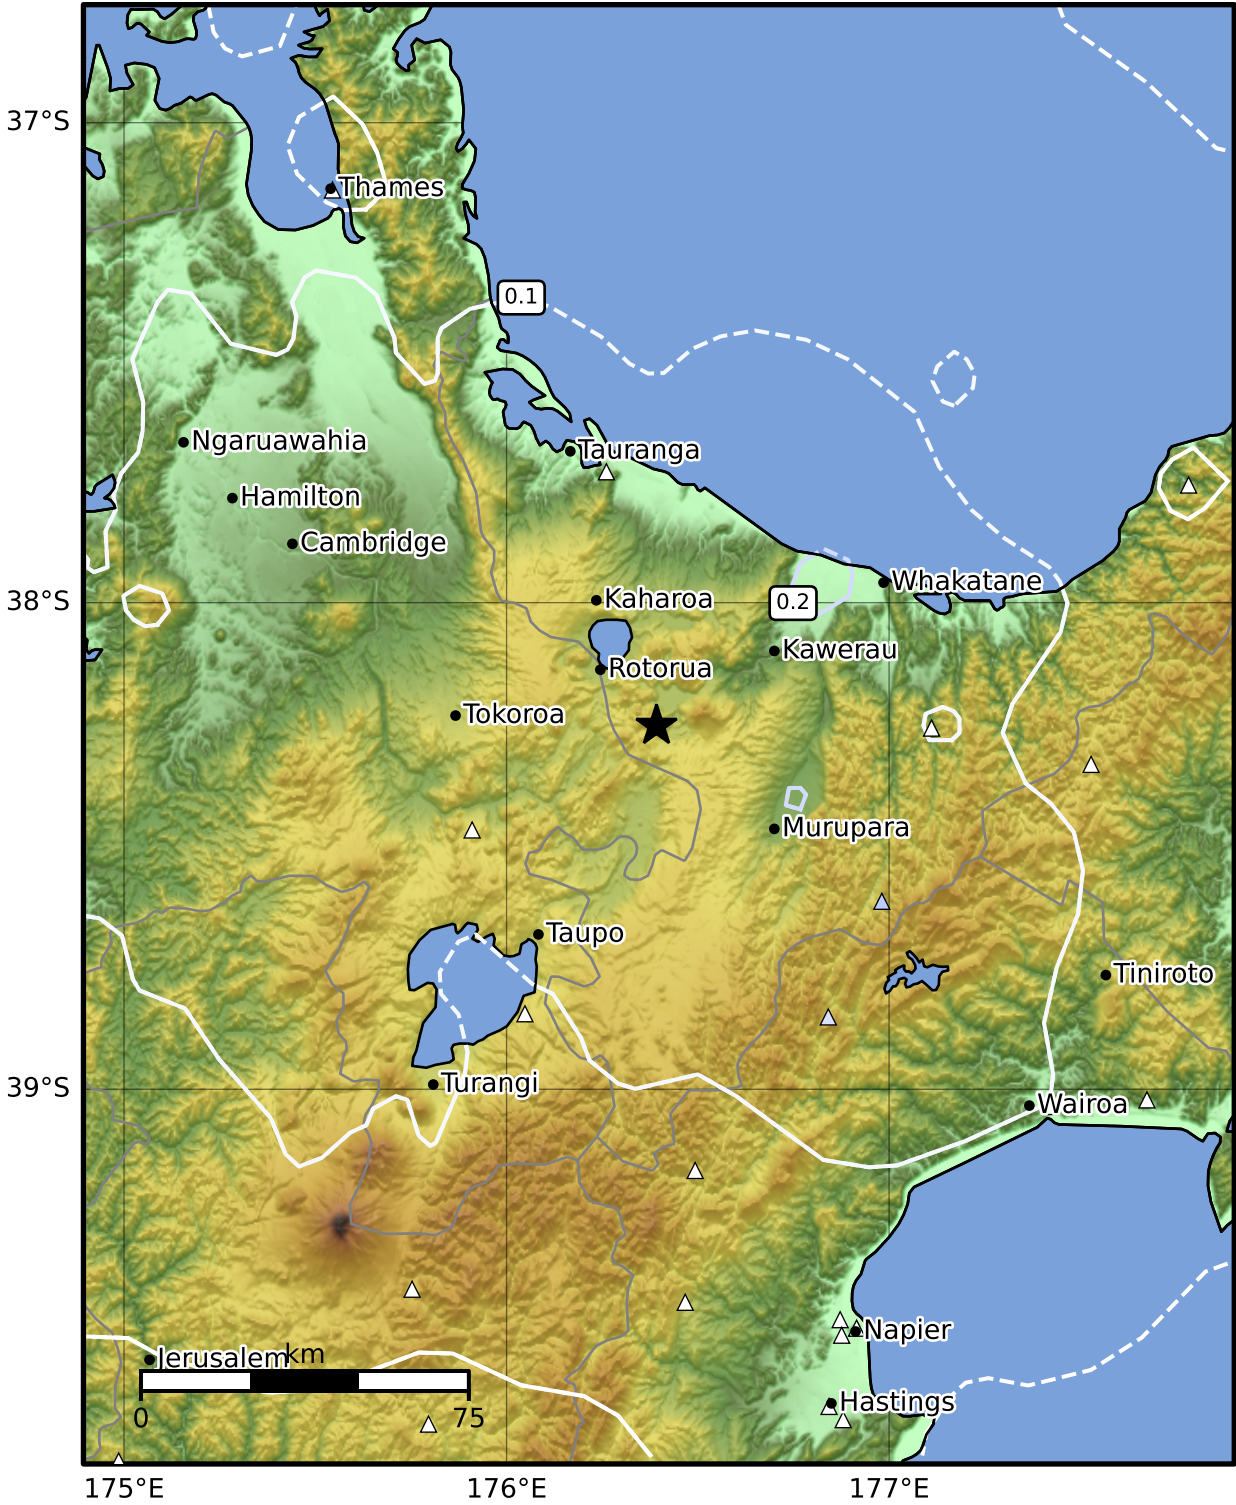 37°S
Thames
0.1
Ngaruawahia
Tauranga
Hamilton
Cambridge
Whakatane
38°S
Kaharoa
0.2
Kawerau
Rotorua
Tokoroa
Murupara
Taupo
Tiniroto
39°S
Turangi
Wairoa
Napier
Jerusalem
km
Hastings
0
75
175°E
176°E
177°E